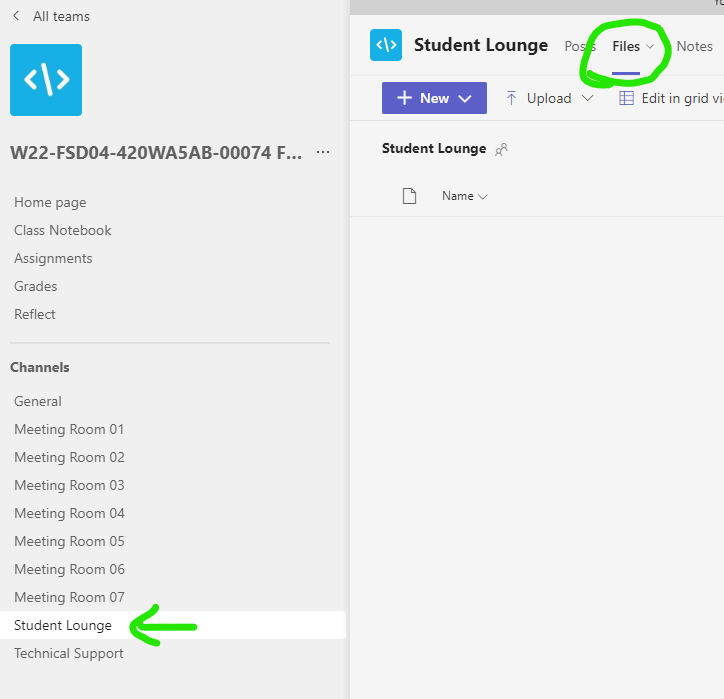 All teams
W22-FSD04-420WA5AB-00074 F... ...
Home page
Class Notebook
Assignments
Grades
Reflect
Channels
General
Meeting Room 01
Meeting Room 02
Meeting Room 03
Meeting Room 04
Meeting Room 05
Meeting Room 06
Meeting Room 07
Student Lounge
Technical Support
Student Lounge Posts Files Notes
New Upload Edit in grid
Student Lounge
Name